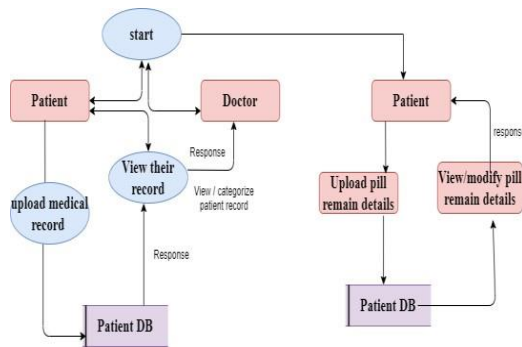 start
Patient
Doctor
Patient
Response
response
View their
record
View / categorize
patient record
Upload pill
remain details
View/modify pill
remain details
upload medical
record
Response
Patient DB
Patient DB